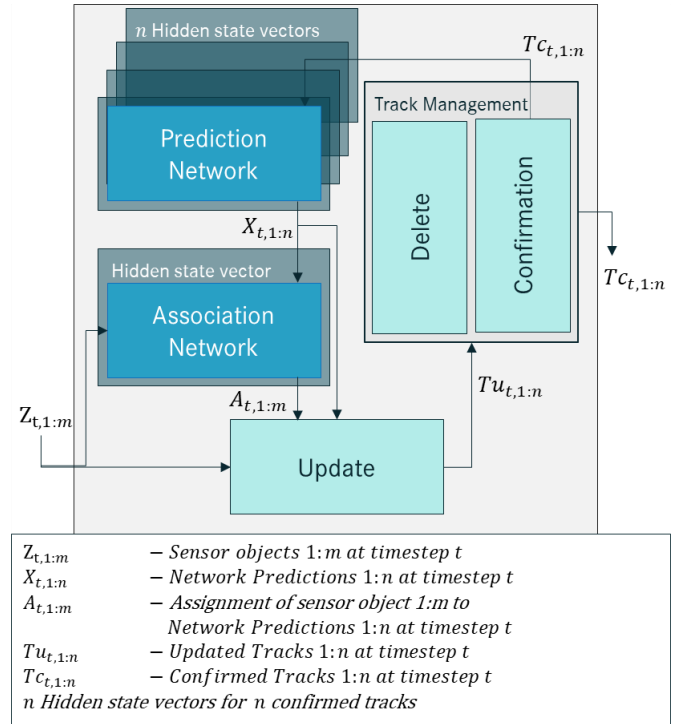 n Hidden state vectors
Prediction
Network
Tc_{t,1:n}
Track Management
Delete
Confirmation
X_{t,1:n}
Hidden state vector
Association
Network
Tc_{t,1:n}
A_{t,1:m}
Tu_{t,1:n}
Z_{t,1:m}
Update
Z_{t,1:m} – Sensor objects 1:m at timestep t
X_{t,1:n} – Network Predictions 1:n at timestep t
A_{t,1:m} – Assignment of sensor object 1:m to
Network Predictions 1:n at timestep t
Tu_{t,1:n} – Updated Tracks 1:n at timestep t
Tc_{t,1:n} – Confirmed Tracks 1:n at timestep t
n Hidden state vectors for n confirmed tracks